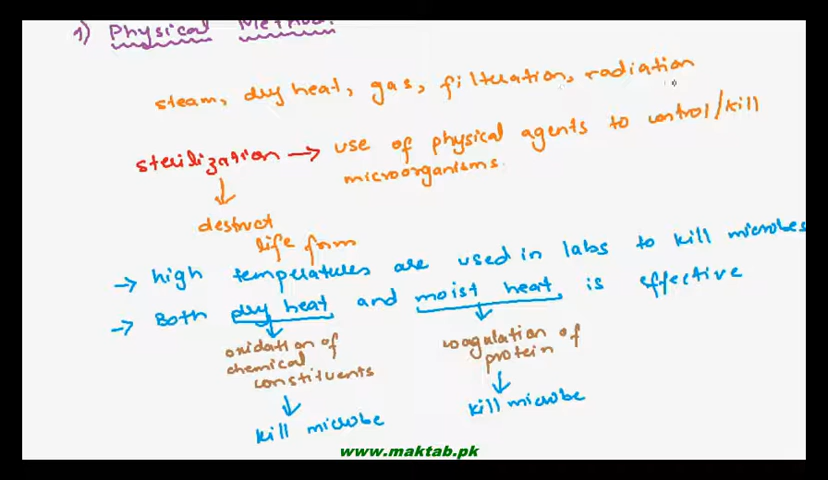 1) Physical Method
steam, dry heat, gas, filteration, radiation
sterilization → use of physical agents to control/kill
microorganisms.
↓
destruct
life form
→ high temperatures are used in labs to kill microbes
→ Both dry heat and moist heat is effective
↓ ↓
oxidation of coagulation of
chemical protein
constituents
↓ ↓
kill microbe kill microbe
www.maktab.pk